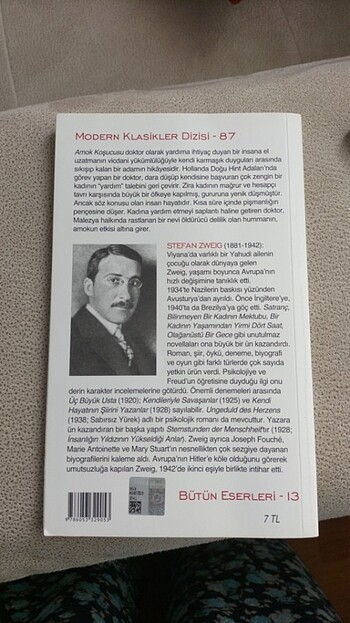 MODERN KLASİKLER DİZİSİ - 87
Amok Koşucusu doktor olarak yardıma ihtiyaç duyan bir insana el
uzatmanın vicdani yükümlülüğüyle kendi karmaşık duyguları arasında
sıkışıp kalan bir adamın hikâyesidir. Hollanda Doğu Hint Adaları'nda
görev yapan bir doktor, dara düşüp kendisine başvuran çok zengin bir
kadının "yardım" talebini geri çevirir. Zira kadının mağrur ve hesapçı
tavrı karşısında büyük bir öfkeye kapılmış, gururuna yenik düşmüştür.
Ancak söz konusu olan insan hayatıdır. Kısa süre içinde pişmanlığın
pençesine düşer. Kadına yardım etmeyi saplantı haline getiren doktor,
Malezya halkında rastlanan bir nevi öldürücü delilik olan hummanın,
amokun etkisi altına girer.
STEFAN ZWEIG (1881-1942):
Viyana'da varlıklı bir Yahudi ailenin
çocuğu olarak dünyaya gelen
Zweig, yaşamı boyunca Avrupa'nın
hızlı değişimine tanıklık etti.
1934'te Nazilerin baskısı yüzünden
Avusturya'dan ayrıldı. Önce İngiltere'ye,
1940'ta da Brezilya'ya göç etti. Satranç,
Bilinmeyen Bir Kadının Mektubu, Bir
Kadının Yaşamından Yirmi Dört Saat,
Olağanüstü Bir Gece gibi unutulmaz
novellaları ona büyük bir ün kazandırdı.
Roman, şiir, öykü, deneme, biyografi
ve oyun gibi farklı türlerde çok sayıda
yetkin ürün verdi. Psikolojiye ve
Freud'un öğretisine duyduğu ilgi onu
derin karakter incelemelerine götürdü. Önemli denemeleri arasında
Üç Büyük Usta (1920); Kendileriyle Savaşanlar (1925) ve Kendi
Hayatının Şiirini Yazanlar (1928) sayılabilir. Ungeduld des Herzens
(1938; Sabırsız Yürek) adlı bir psikolojik romanı da mevcuttur. Yazara
ün kazandıran bir başka yapıtı Sternstunden der Menschheit'tır (1928;
İnsanlığın Yıldızının Yükseldiği Anlar). Zweig ayrıca Joseph Fouché,
Marie Antoinette ve Mary Stuart'ın nesnellikten çok sezgiye dayanan
biyografilerini kaleme aldı. Avrupa'nın Hitler'e köle olduğunu görerek
umutsuzluğa kapılan Zweig, 1942'de ikinci eşiyle birlikte intihar etti.
BÜTÜN ESERLERİ - 13
9 786053 329053
7 TL